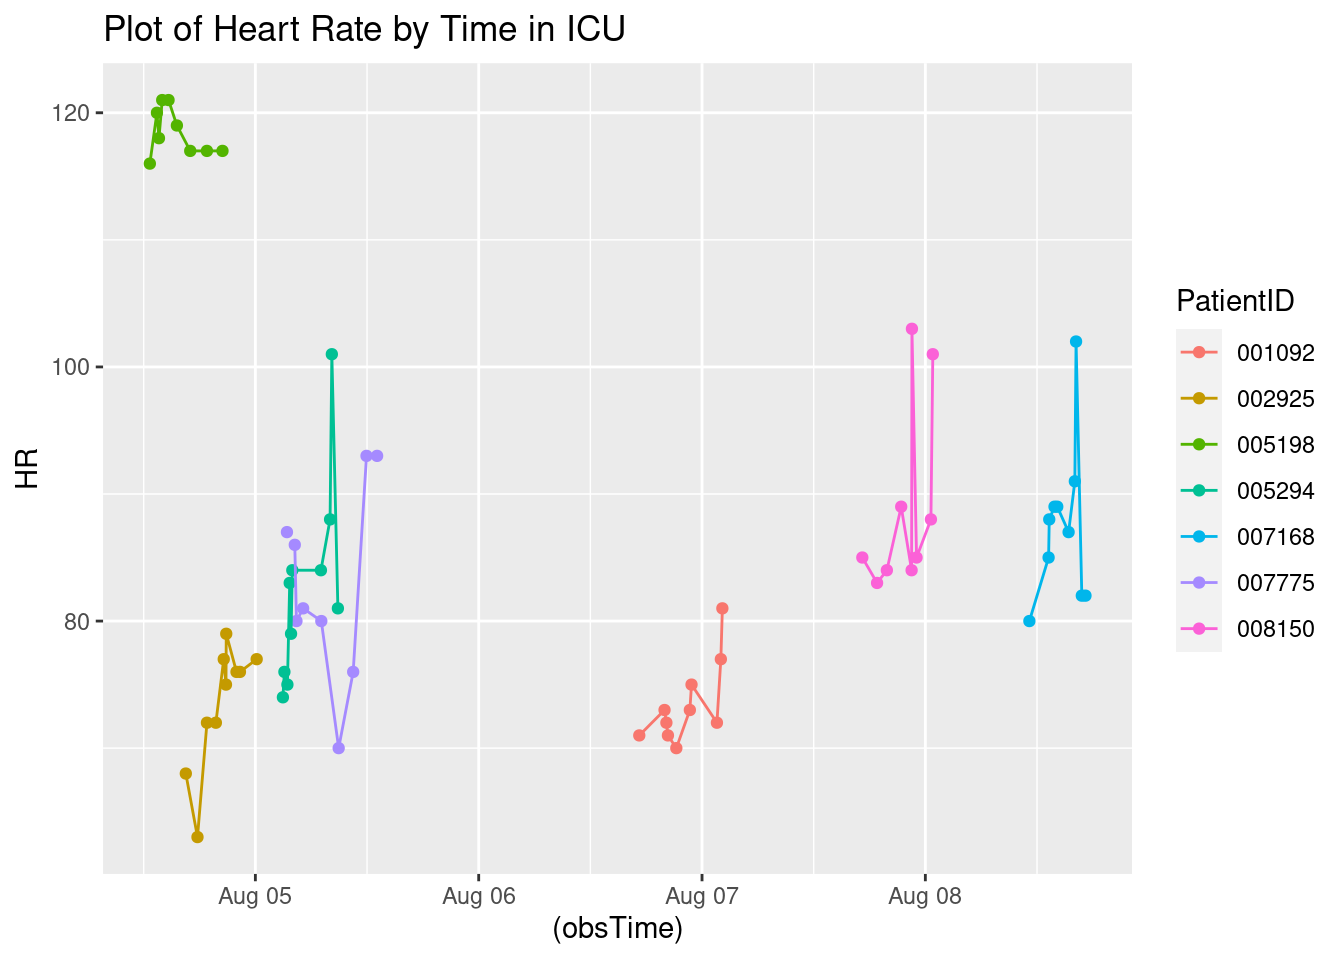 Plot of Heart Rate by Time in ICU
HR
120
100
80
Aug 05 Aug 06 Aug 07 Aug 08
(obsTime)
PatientID
001092
002925
005198
005294
007168
007775
008150